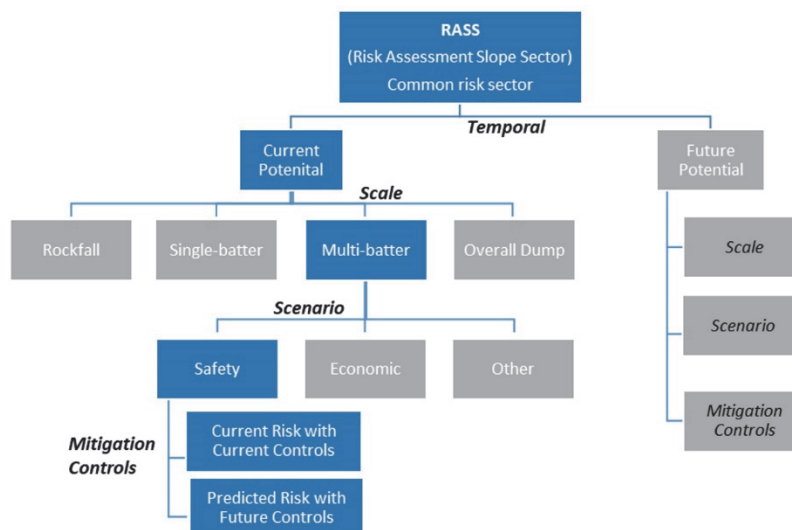 RASS
(Risk Assessment Slope Sector)
Common risk sector
Temporal
Current
Potenital
Future
Potential
Scale
Rockfall
Single-batter
Multi-batter
Overall Dump
Scale
Scenario
Scenario
Safety
Economic
Other
Mitigation
Controls
Current Risk with
Current Controls
Mitigation
Controls
Predicted Risk with
Future Controls